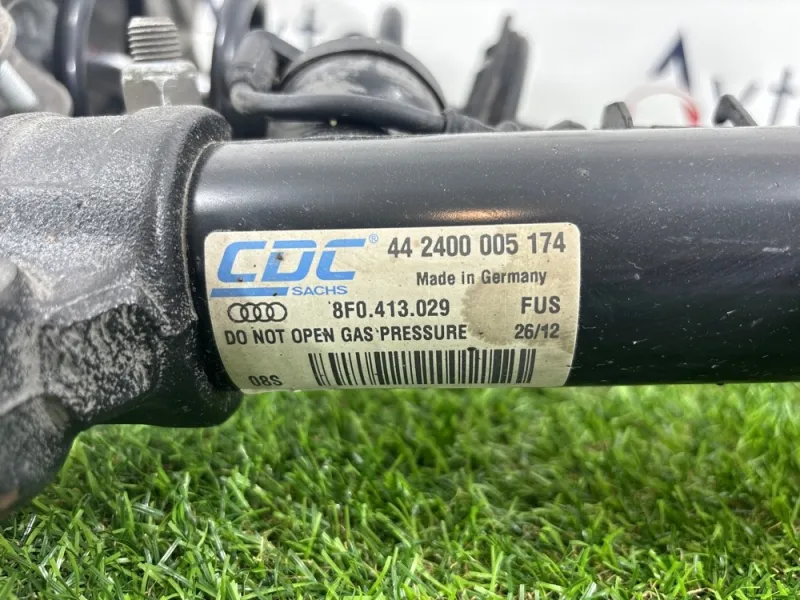 CDC® 44 2400 005 174
SACHS Made in Germany
8F0.413.029 FUS
DO NOT OPEN GAS PRESSURE 26/12
08S